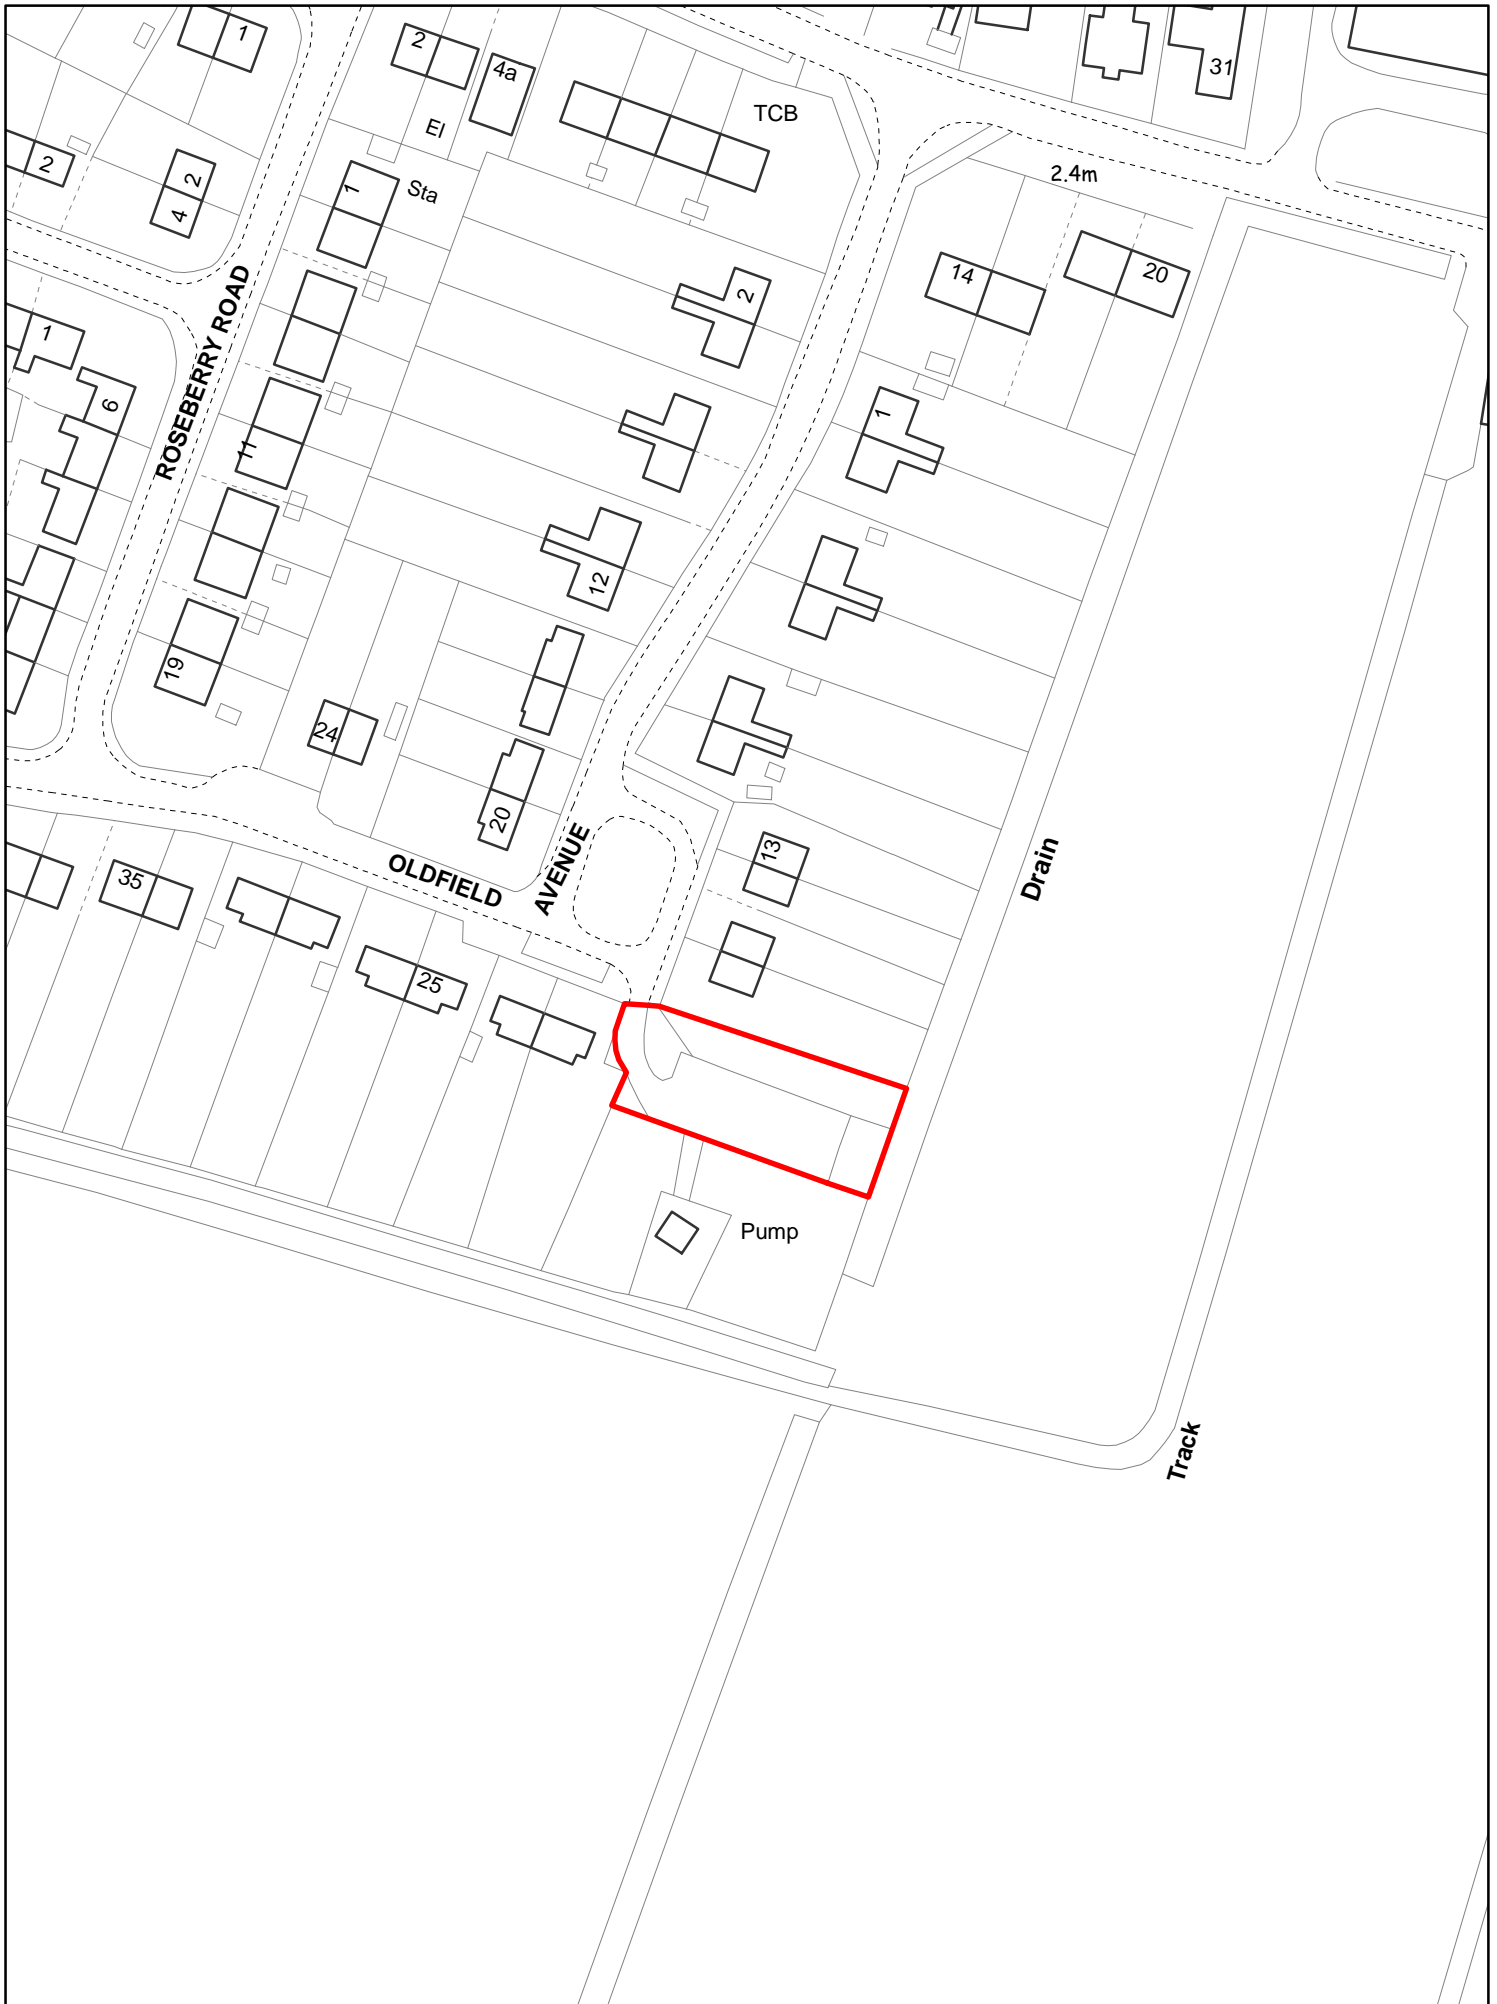 1
2
4a
TCB
31
El
2
2
4
1
Sta
2.4m
ROSEBERRY ROAD
14
20
2
1
6
1
11
12
19
24
20
13
OLDFIELD
AVENUE
Drain
35
25
Pump
Track